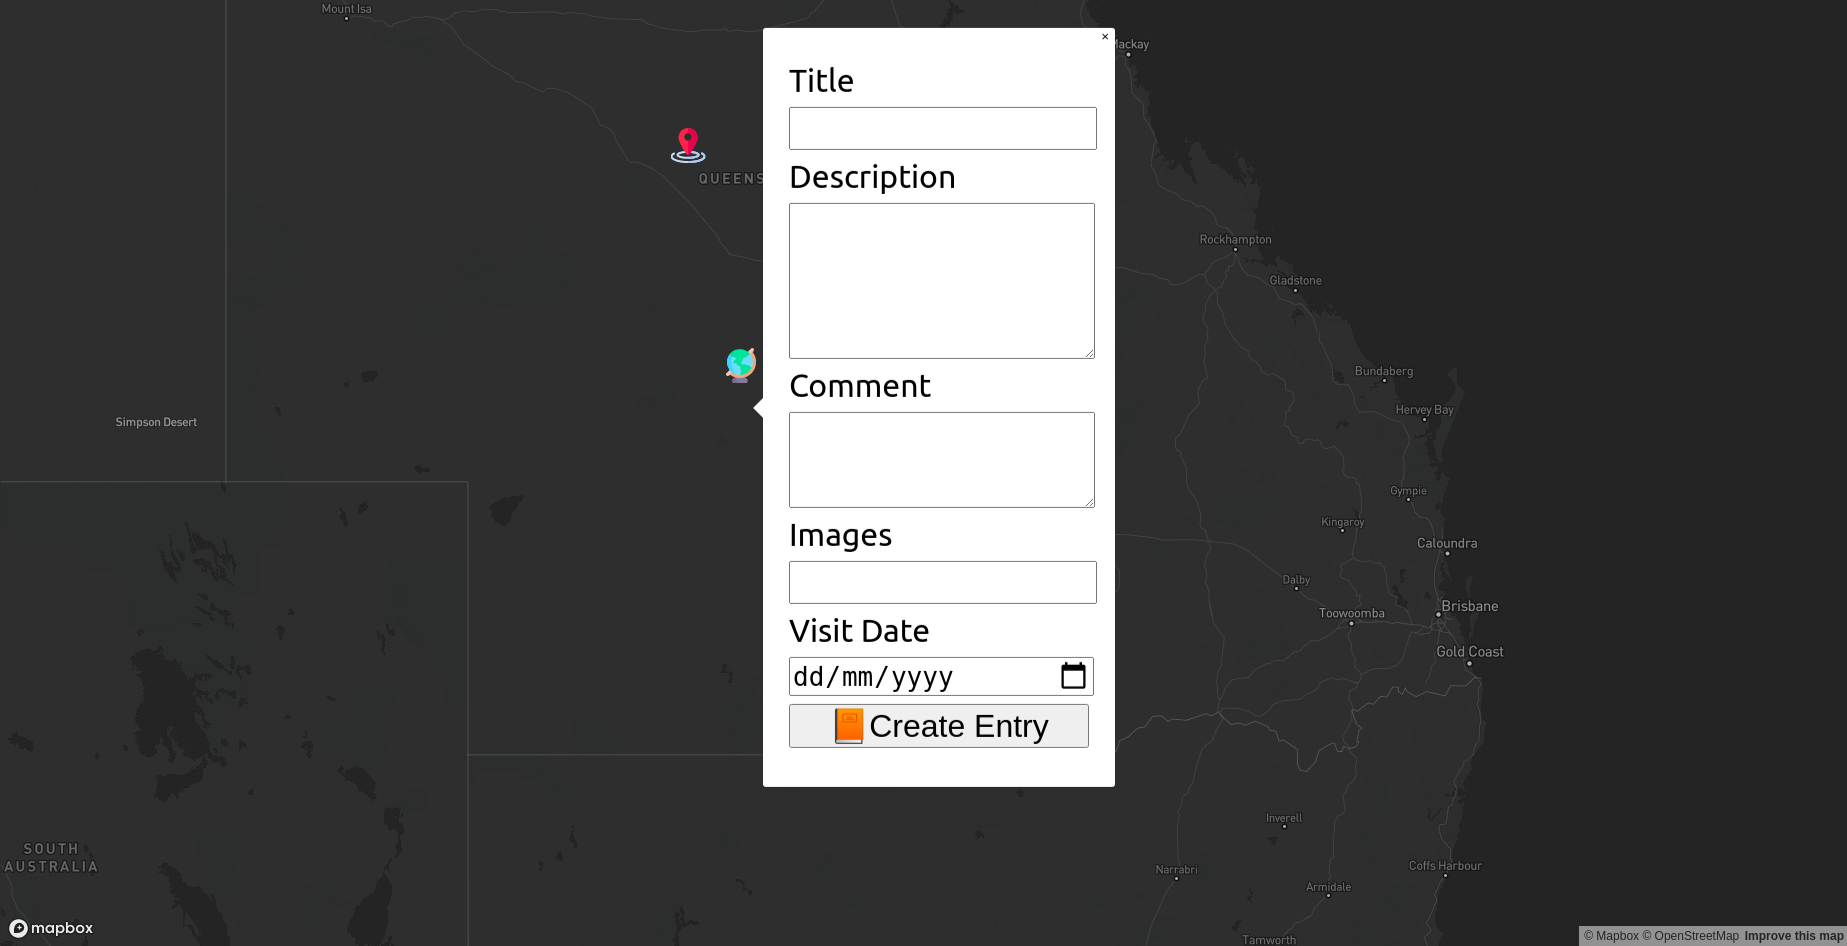 Mount Isa
Mackay
×
Title
QUEENS
Description
Rockhampton
Gladstone
Bundaberg
Comment
Hervey Bay
Simpson Desert
Gympie
Kingaroy
Images
Caloundra
Dalby
Toowoomba
Brisbane
Visit Date
Gold Coast
dd/mm/yyyy
Create Entry
Inverell
SOUTH
AUSTRALIA
Narrabri
Coffs Harbour
Armidale
mapbox
Tamworth
© Mapbox © OpenStreetMap Improve this map